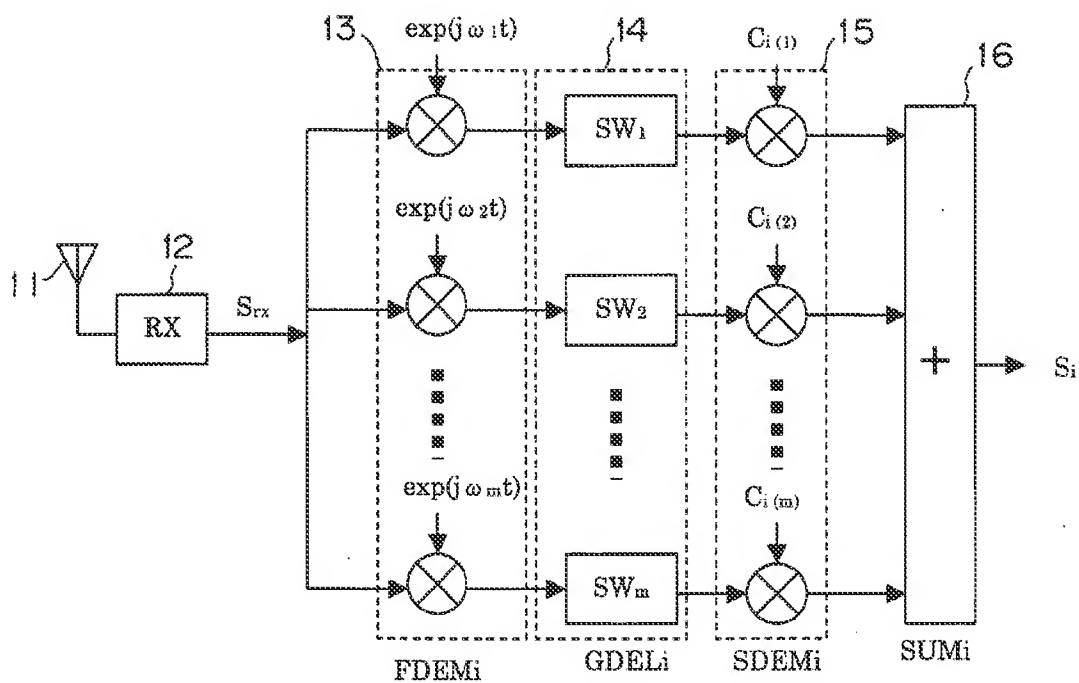 13
exp(jω₁t)
14
Cᵢ₍₁₎
15
16
SW₁
exp(jω₂t)
Cᵢ₍₂₎
11
12
RX
Sᵣₓ
SW₂
+
Sᵢ
exp(jωₘt)
Cᵢ₍ₘ₎
SWₘ
FDEMi
GDELi
SDEMi
SUMi